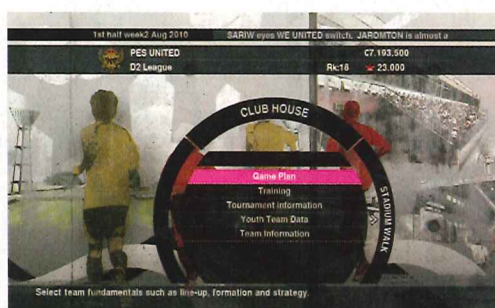 1st half week2 Aug 2010 SARIW eyes WE UNITED switch, JAROMTON is almost a
PES UNITED C7.193.500
D2 League Rk:18 23.000
CLUB HOUSE
Game Plan
Training
Tournament Information
Youth Team Data
Team Information
STADIUM WALK
Select team fundamentals such as line-up, formation and strategy.